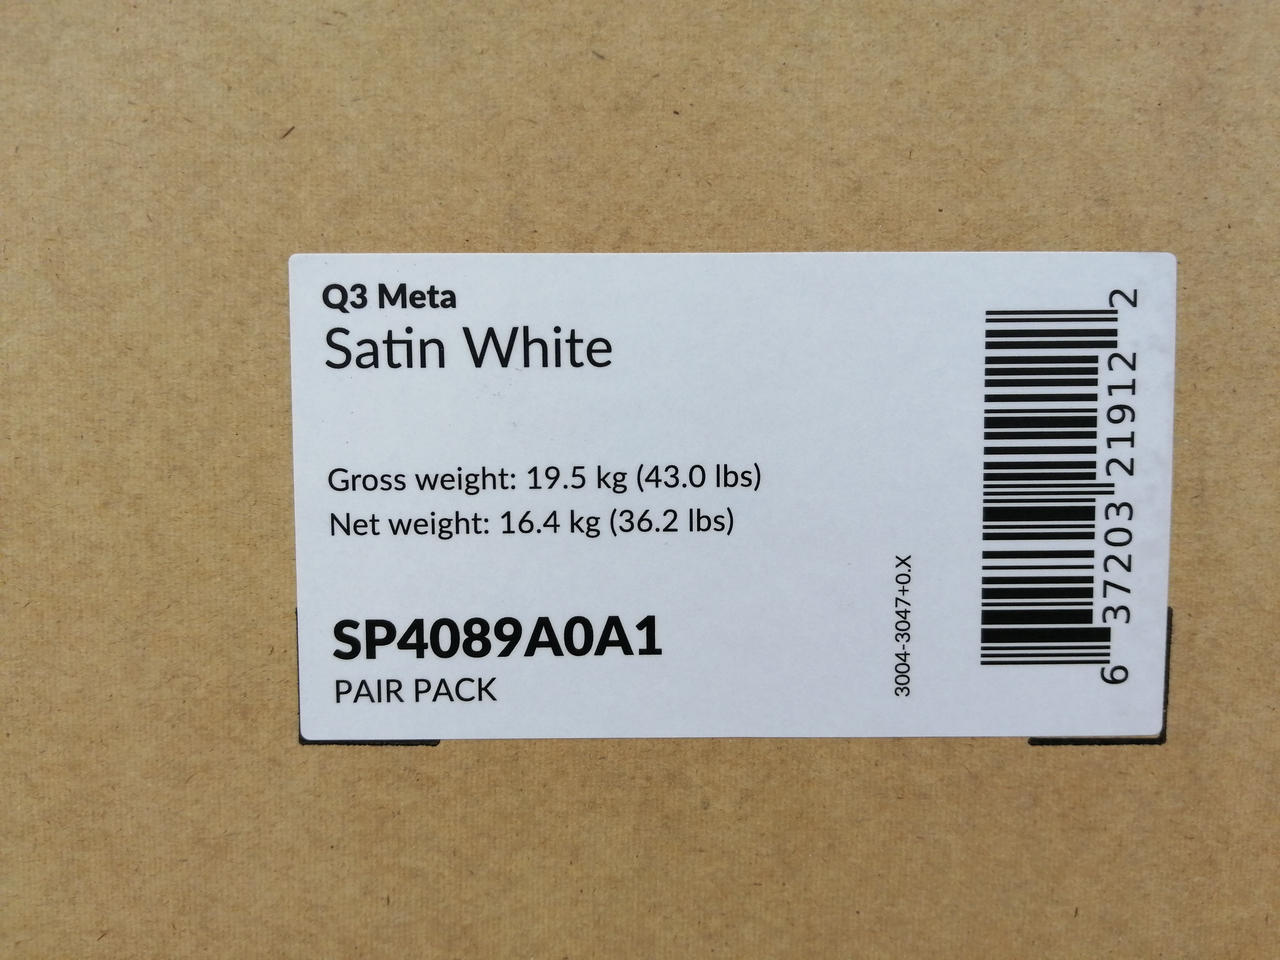 Q3 Meta
Satin White
Gross weight: 19.5 kg (43.0 lbs)
Net weight: 16.4 kg (36.2 lbs)
SP4089A0A1
PAIR PACK
3004-3047+0.X
6 37203 21912 2